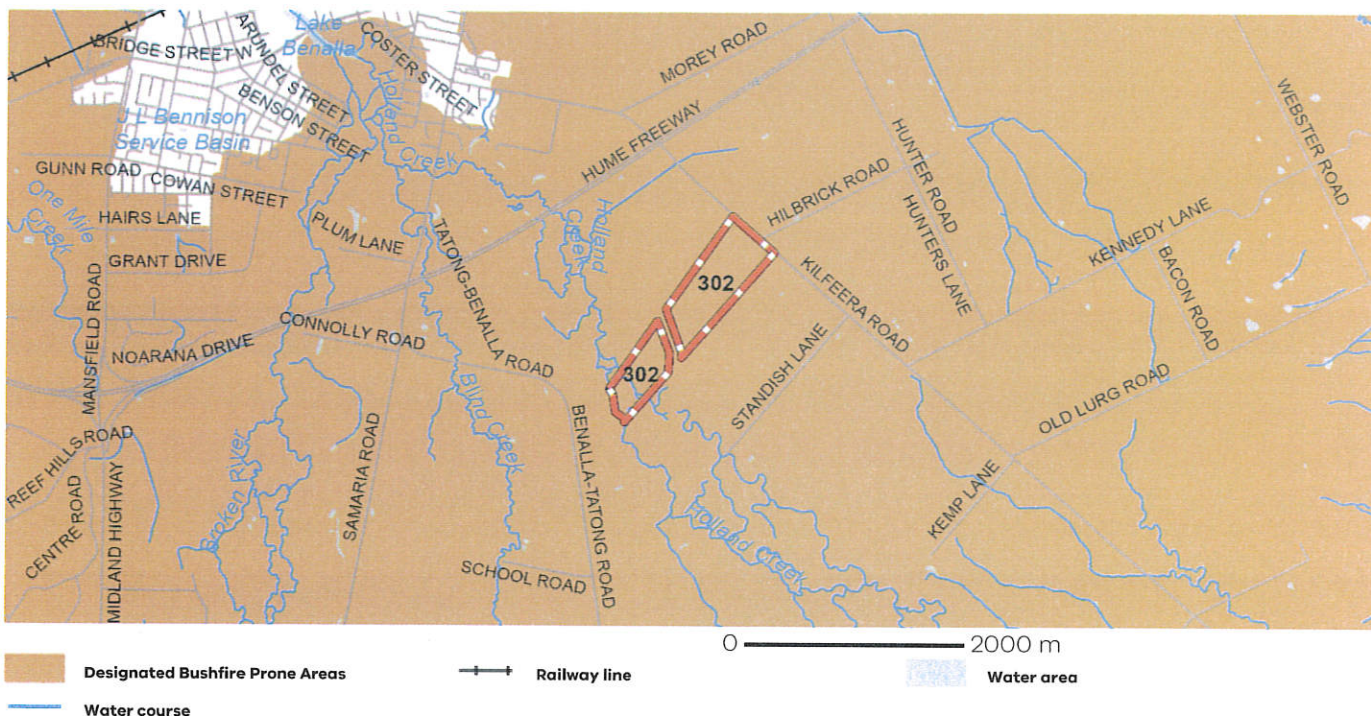 Lake
Benalla
COSTER STREET
ARUNDEL STREET
BRIDGE STREET N
BENSON STREET
MOREY ROAD
WEBSTER ROAD
J L Bennison
Service Basin
Holland Creek
HUME FREEWAY
HUNTER ROAD
GUNN ROAD
COWAN STREET
HILBRICK ROAD
One Mile
Creek
HAIRS LANE
PLUM LANE
Holland
Creek
HUNTERS LANE
KENNEDY LANE
GRANT DRIVE
TATONG-BENALLA ROAD
BACON ROAD
302
KILFEERA ROAD
MANSFIELD ROAD
NOARANA DRIVE
CONNOLLY ROAD
302
STANDISH LANE
Blind Creek
BENALLA-TATONG ROAD
OLD LURG ROAD
REEF HILLS ROAD
SAMARIA ROAD
Broken River
CENTRE ROAD
MIDLAND HIGHWAY
KEMP LANE
Holland Creek
SCHOOL ROAD
0 2000 m
Designated Bushfire Prone Areas
Railway line
Water area
Water course